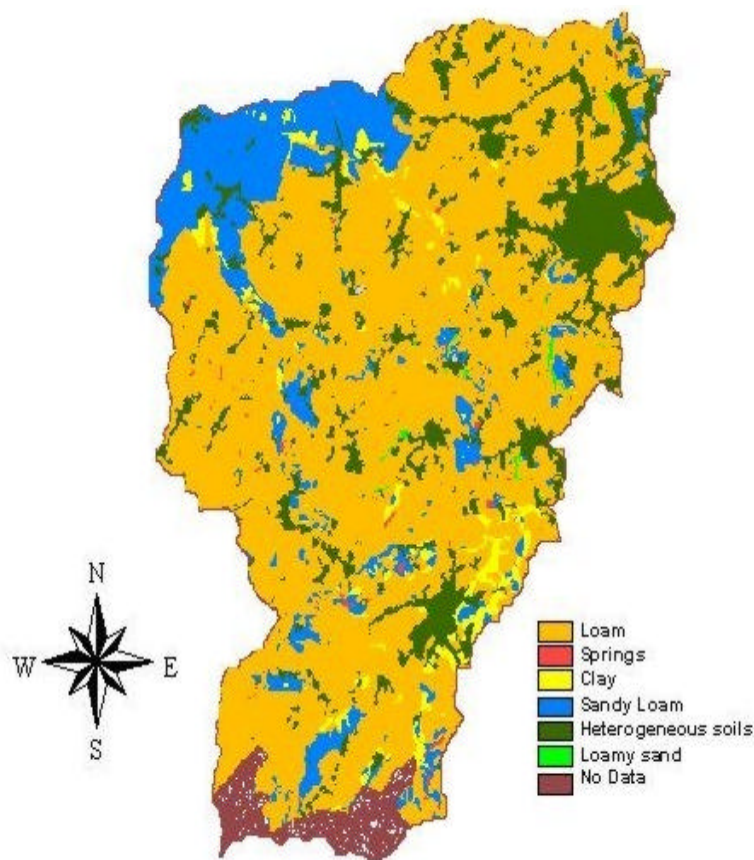 N
W E
S
Loam
Springs
Clay
Sandy Loam
Heterogeneous soils
Loamy sand
No Data